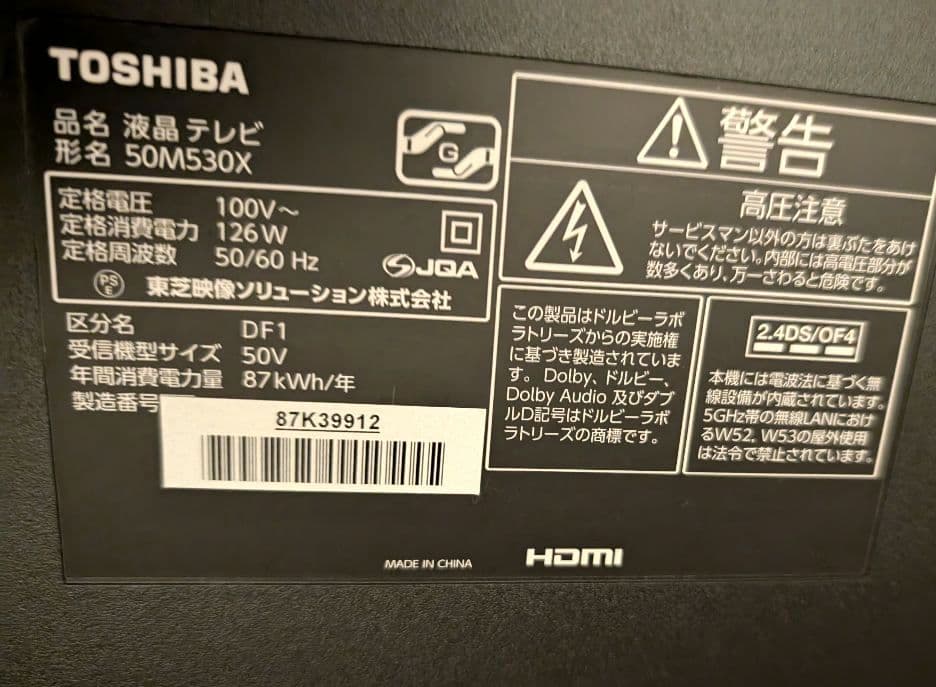 TOSHIBA
品名 液晶テレビ
形名 50M530X
G
定格電圧 100V～
定格消費電力 126W
定格周波数 50/60 Hz
JQA
PSE 東芝映像ソリューション株式会社
区分名 DF1
受信機型サイズ 50V
年間消費電力量 87kWh/年
製造番号
87K39912
警告
高圧注意
サービスマン以外の方は裏ぶたをあけ
ないでください。内部には高電圧部分が
数多くあり、万一さわると危険です。
この製品はドルビーラボ
ラトリーズからの実施権
に基づき製造されていま
す。Dolby、ドルビー、
Dolby Audio 及びダブ
ルD記号はドルビーラボ
ラトリーズの商標です。
2.4DS/OF4
本機には電波法に基づく無
線設備が内蔵されています。
5GHz帯の無線LANにおけ
るW52, W53の屋外使用
は法令で禁止されています。
MADE IN CHINA
HDMI